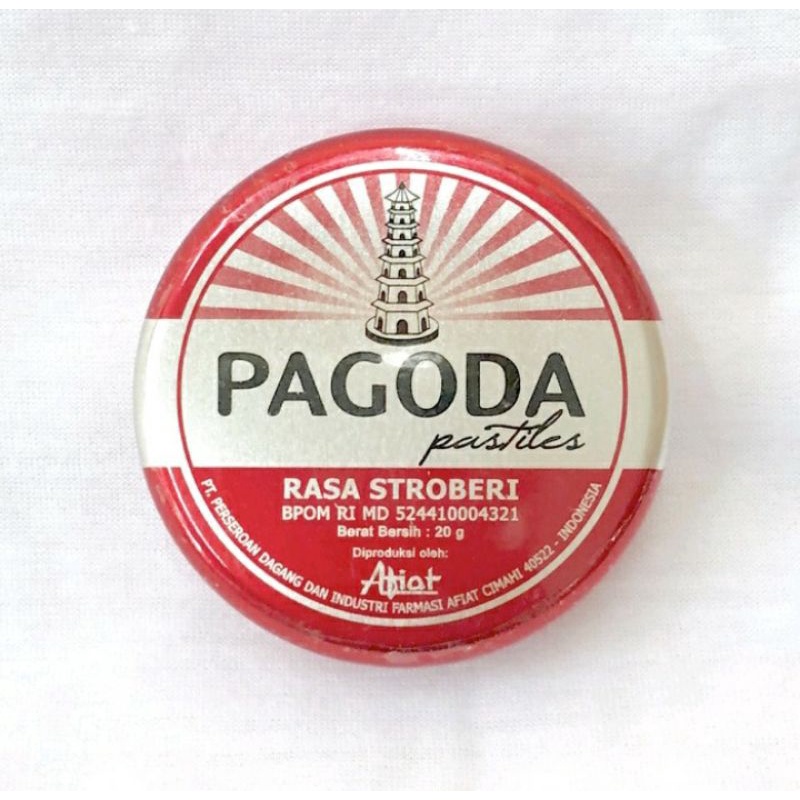 PAGODA
pastiles
RASA STROBERI
BPOM RI MD 524410004321
Berat Bersih : 20 g
Diproduksi oleh:
Afiat
PT. PERSEROAN DAGANG DAN INDUSTRI FARMASI AFIAT CIMAHI 40522 - INDONESIA